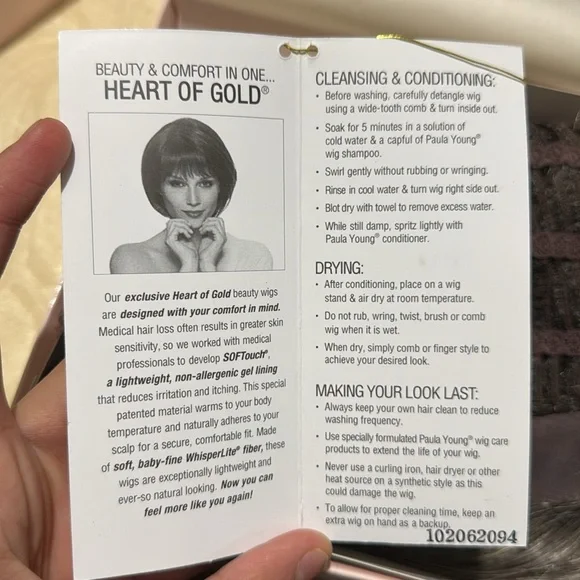 BEAUTY & COMFORT IN ONE...
HEART OF GOLD®
Our exclusive Heart of Gold beauty wigs
are designed with your comfort in mind.
Medical hair loss often results in greater skin
sensitivity, so we worked with medical
professionals to develop SOFTouch®,
a lightweight, non-allergenic gel lining
that reduces irritation and itching. This special
patented material warms to your body
temperature and naturally adheres to your
scalp for a secure, comfortable fit. Made
of soft, baby-fine WhisperLite® fiber, these
wigs are exceptionally lightweight and
ever-so natural looking. Now you can
feel more like you again!
CLEANSING & CONDITIONING:
• Before washing, carefully detangle wig
using a wide-tooth comb & turn inside out.
• Soak for 5 minutes in a solution of
cold water & a capful of Paula Young®
wig shampoo.
• Swirl gently without rubbing or wringing.
• Rinse in cool water & turn wig right side out.
• Blot dry with towel to remove excess water.
• While still damp, spritz lightly with
Paula Young® conditioner.
DRYING:
• After conditioning, place on a wig
stand & air dry at room temperature.
• Do not rub, wring, twist, brush or comb
wig when it is wet.
• When dry, simply comb or finger style to
achieve your desired look.
MAKING YOUR LOOK LAST:
• Always keep your own hair clean to reduce
washing frequency.
• Use specially formulated Paula Young® wig care
products to extend the life of your wig.
• Never use a curling iron, hair dryer or other
heat source on a synthetic style as this
could damage the wig.
• To allow for proper cleaning time, keep an
extra wig on hand as a backup.
102062094